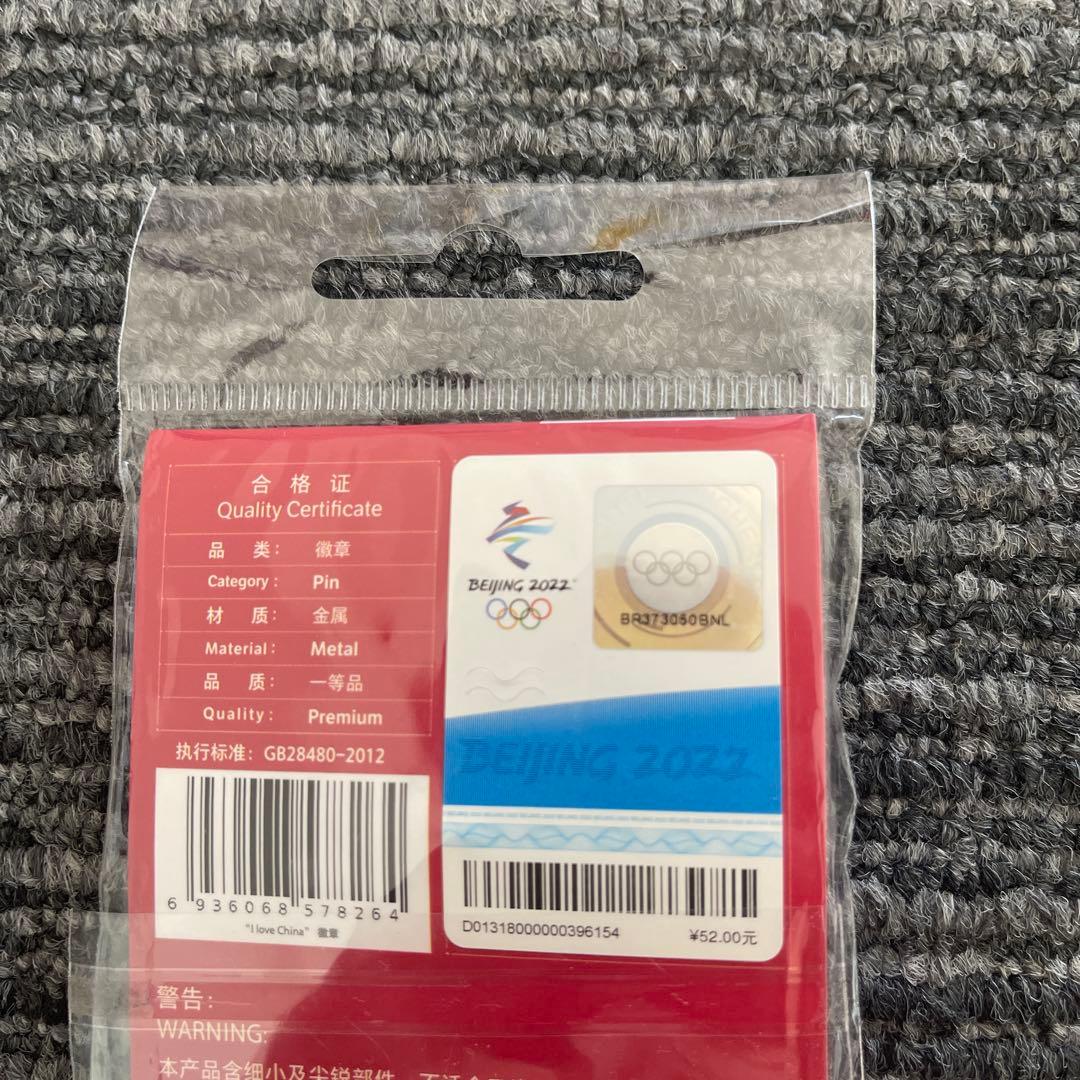 合格证
Quality Certificate
品 类： 徽章
Category： Pin
材 质： 金属
Material： Metal
品 质： 一等品
Quality： Premium
执行标准：GB28480-2012
6 936068 578264
"I love China" 徽章
BEIJING 2022
BR373050BNL
BEIJING 2022
D01318000000396154
¥52.00元
警告：
WARNING:
本产品含细小及尖锐部件